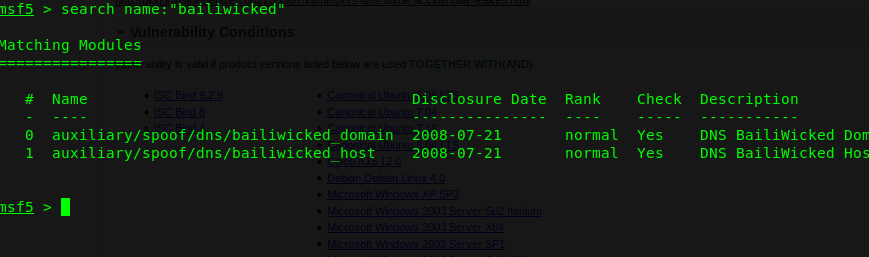 msf5 > search name:"bailiwicked"
Vulnerability Conditions
Matching Modules
================
ability is valid if product versions listed below are used TOGETHER WITH(AND)
ISC Bind 9.2.9
Canonical Ubuntu
# Name Disclosure Date Rank Check Description
ISC Bind 8
Canonical Ubuntu
- ---- --------------- ---- ----- -----------
0 auxiliary/spoof/dns/bailiwicked_domain 2008-07-21 normal Yes DNS BailiWicked Dom
1 auxiliary/spoof/dns/bailiwicked_host 2008-07-21 normal Yes DNS BailiWicked Hos
12.0
Debian Debian Linux 4.0
Microsoft Windows XP SP3
msf5 >
Microsoft Windows 2003 Server Sp2 itanium
Microsoft Windows 2003 Server X64
Microsoft Windows 2003 Server SP1